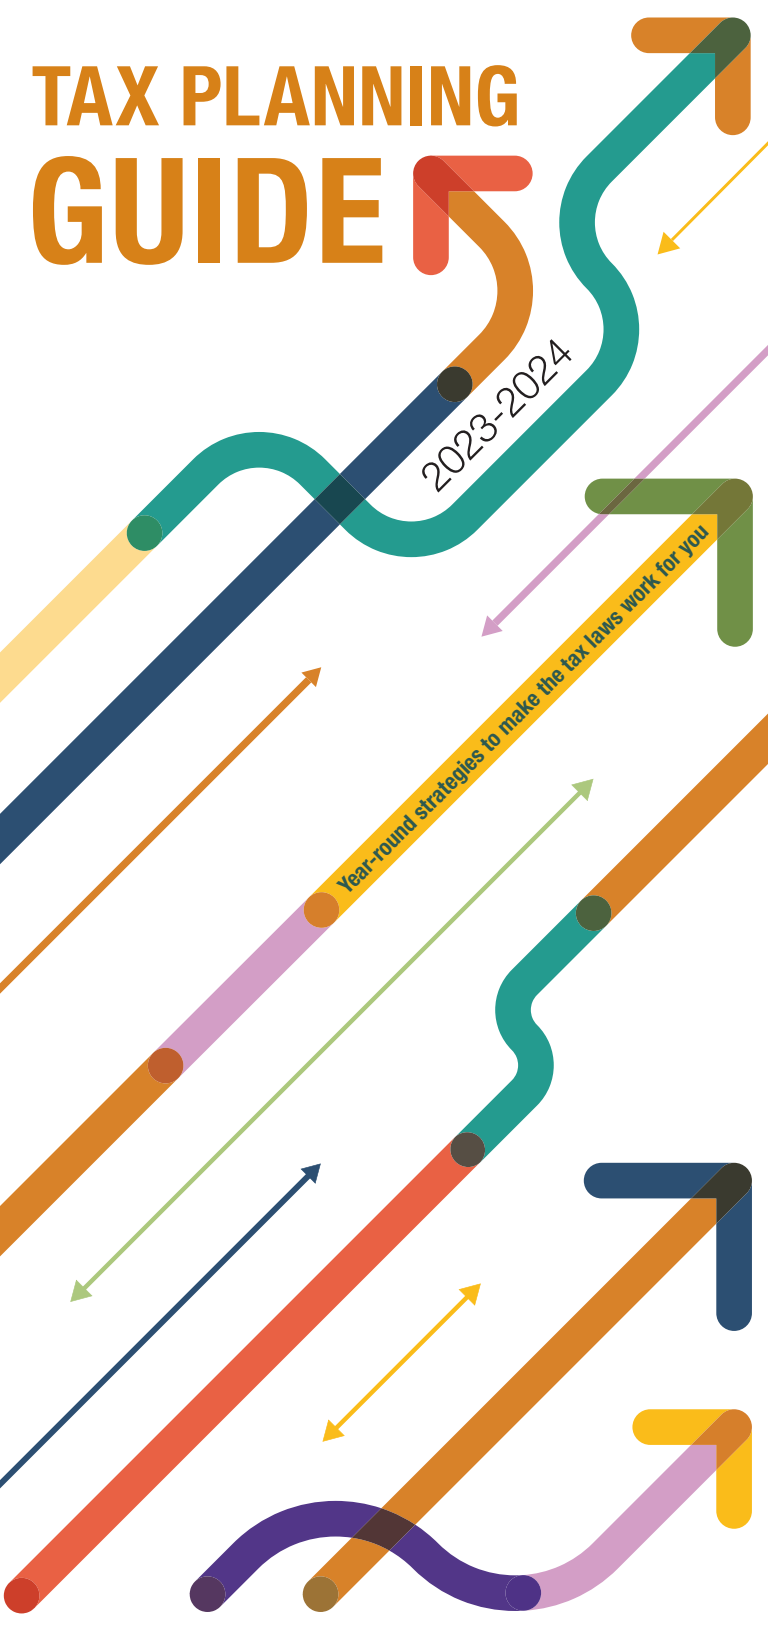 TAX PLANNING
GUIDE
2023-2024
Year-round strategies to make the tax laws work for you